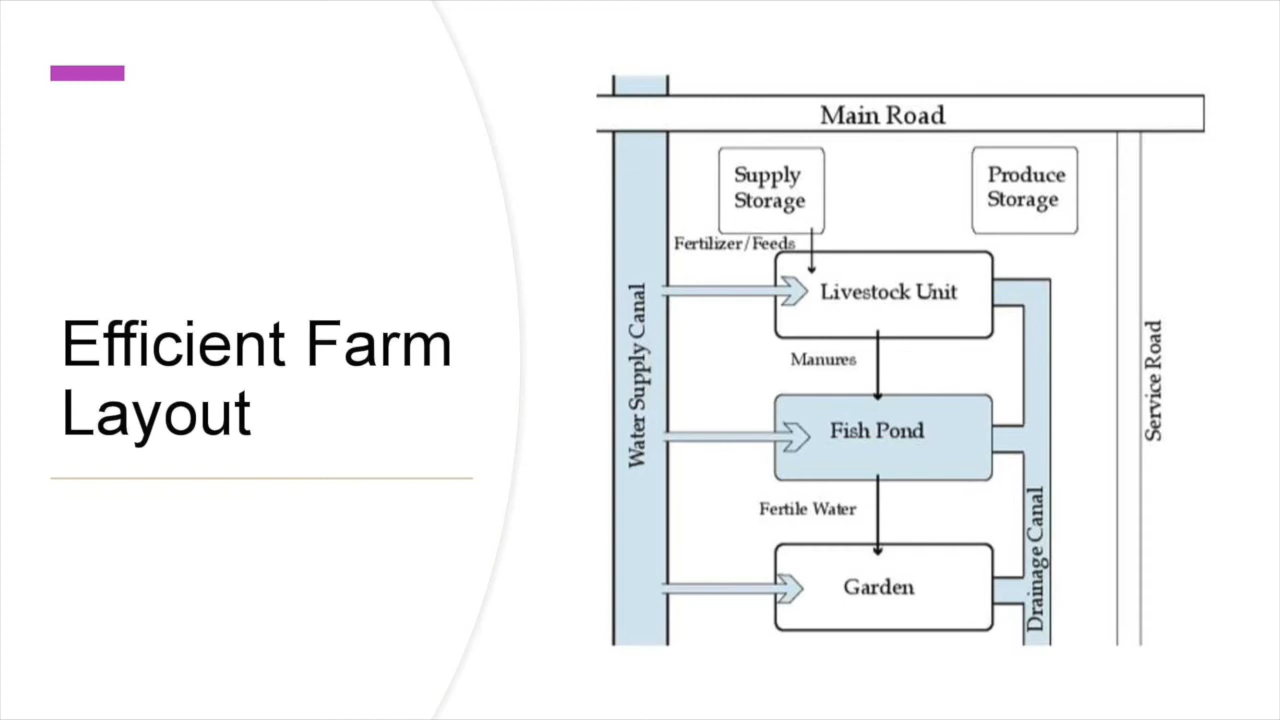 Efficient Farm
Layout
Main Road
Supply
Storage
Produce
Storage
Fertilizer/Feeds
Livestock Unit
Water Supply Canal
Manures
Service Road
Fish Pond
Fertile Water
Drainage Canal
Garden